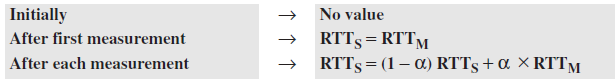 Initially → No value
After first measurement → RTTS = RTTM
After each measurement → RTTS = (1 − α) RTTS + α × RTTM